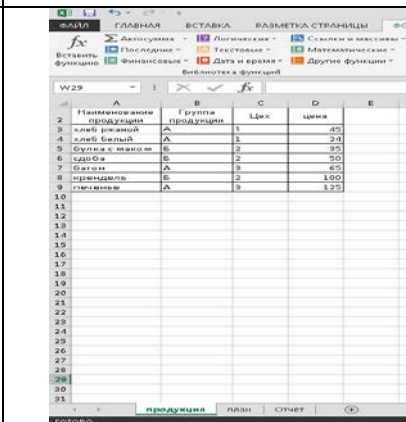 ФАЙЛ ГЛАВНАЯ ВСТАВКА РАЗМЕТКА СТРАНИЦЫ
fx Вставить функцию
Автосумма Логические Ссылки и массивы
Последние Текстовые Математические
Финансовые Дата и время Другие функции
Библиотека функций
W29 fx
A B C D E
2 Наименование продукции Группа продукции Цех цена
3 хлеб ржаной А 1 45
4 хлеб белый А 1 34
5 булка с маком Б 2 35
6 сдоба Б 2 50
7 батон А 3 65
8 крендель Б 2 100
9 печенье А 3 125
10
11
12
13
14
15
16
17
18
19
20
21
22
23
24
25
26
27
28
29
30
31
продукция план Отчет
ГОТОВО